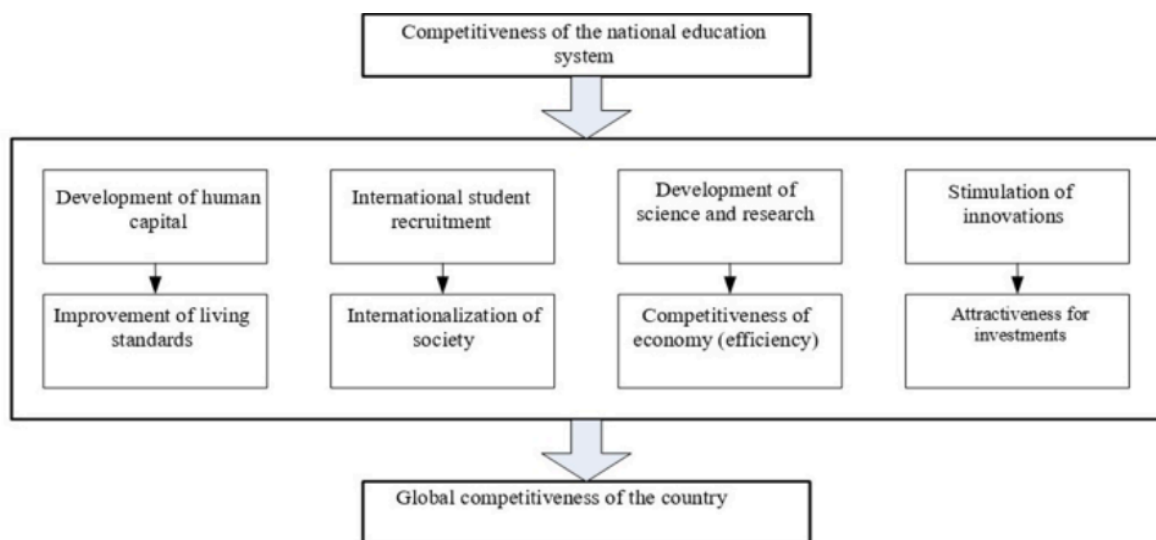 Competitiveness of the national education
system
Development of human
capital
International student
recruitment
Development of
science and research
Stimulation of
innovations
Improvement of living
standards
Internationalization of
society
Competitiveness of
economy (efficiency)
Attractiveness for
investments
Global competitiveness of the country